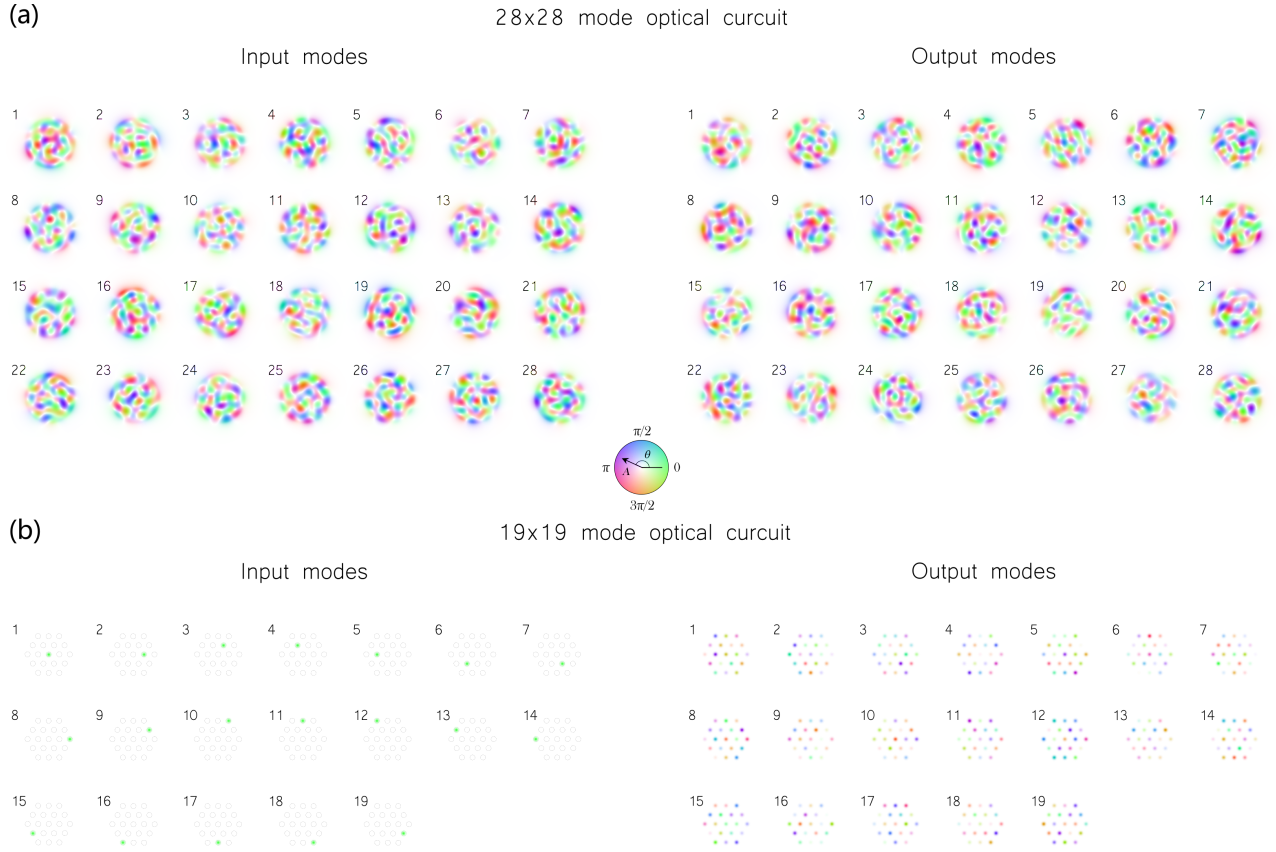 (a)
28x28 mode optical curcuit
Input modes
Output modes
1 2 3 4 5 6 7
1 2 3 4 5 6 7
8 9 10 11 12 13 14
8 9 10 11 12 13 14
15 16 17 18 19 20 21
15 16 17 18 19 20 21
22 23 24 25 26 27 28
22 23 24 25 26 27 28
π/2
θ
π
A
0
3π/2
(b)
19x19 mode optical curcuit
Input modes
Output modes
1 2 3 4 5 6 7
1 2 3 4 5 6 7
8 9 10 11 12 13 14
8 9 10 11 12 13 14
15 16 17 18 19
15 16 17 18 19